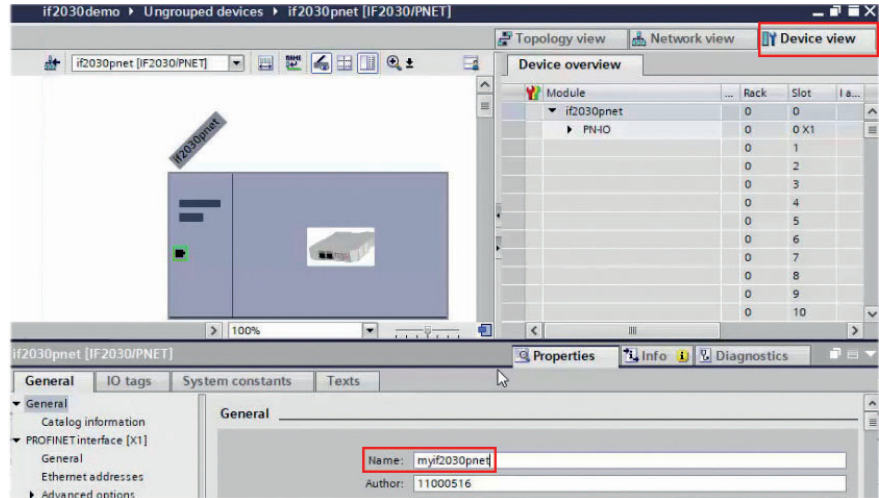 if2030demo ▸ Ungrouped devices ▸ if2030pnet [IF2030/PNET]
Topology view Network view Device view
if2030pnet [IF2030/PNET] Device overview
Module ... Rack Slot I a...
if2030pnet 0 0
PN-IO 0 0 X1
0 1
0 2
0 3
0 4
0 5
0 6
0 7
0 8
0 9
0 10
if2030pnet
100%
if2030pnet [IF2030/PNET] Properties Info Diagnostics
General IO tags System constants Texts
General
Catalog information
PROFINET interface [X1]
General
Ethernet addresses
Advanced options
General
Name: myif2030pnet
Author: 11000516